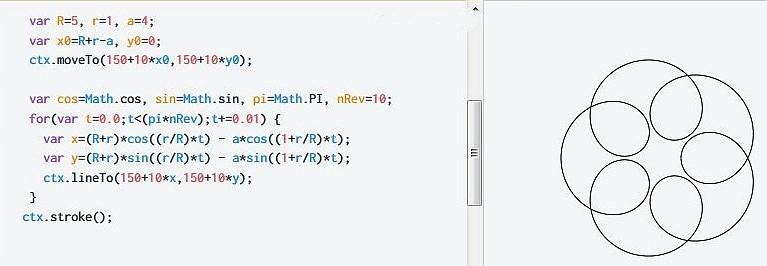 var R=5, r=1, a=4;
var x0=R+r-a, y0=0;
ctx.moveTo(150+10*x0,150+10*y0);
var cos=Math.cos, sin=Math.sin, pi=Math.PI, nRev=10;
for(var t=0.0;t<(pi*nRev);t+=0.01) {
var x=(R+r)*cos((r/R)*t) - a*cos((1+r/R)*t);
var y=(R+r)*sin((r/R)*t) - a*sin((1+r/R)*t);
ctx.lineTo(150+10*x,150+10*y);
}
ctx.stroke();